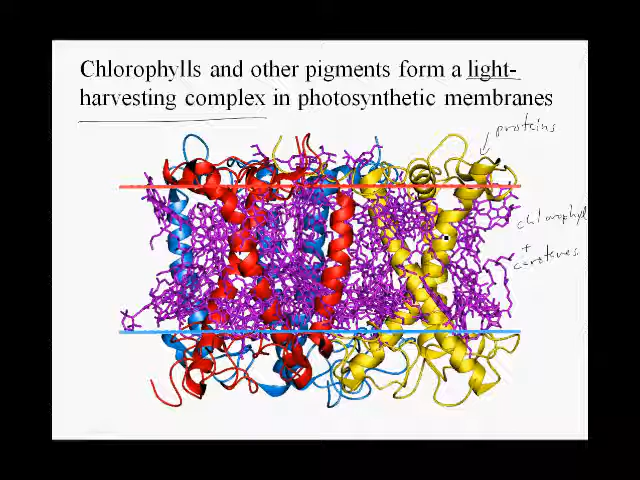 Chlorophylls and other pigments form a light-
harvesting complex in photosynthetic membranes
proteins
chlorophyll
+
carotenes